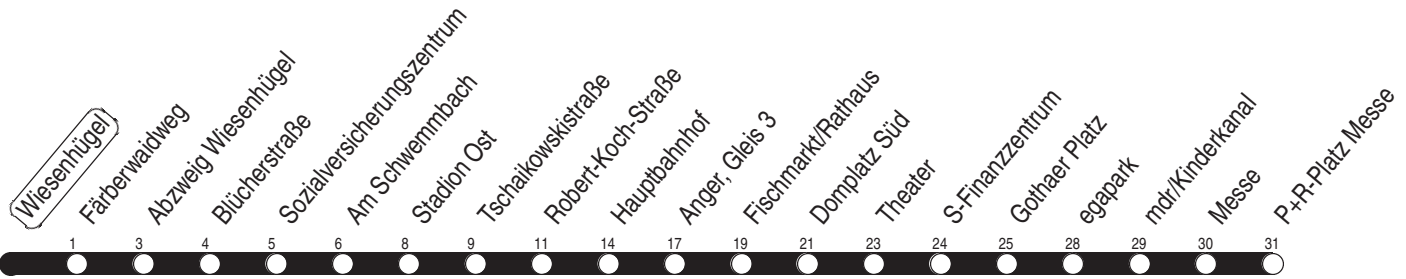 Wiesenhügel
Färberwaidweg
Abzweig Wiesenhügel
Blücherstraße
Sozialversicherungszentrum
Am Schwemmbach
Stadion Ost
Tschaikowskistraße
Robert-Koch-Straße
Hauptbahnhof
Anger, Gleis 3
Fischmarkt/Rathaus
Domplatz Süd
Theater
S-Finanzzentrum
Gothaer Platz
egapark
mdr/Kinderkanal
Messe
P+R-Platz Messe
1 3 4 5 6 8 9 11 14 17 19 21 23 24 25 28 29 30 31